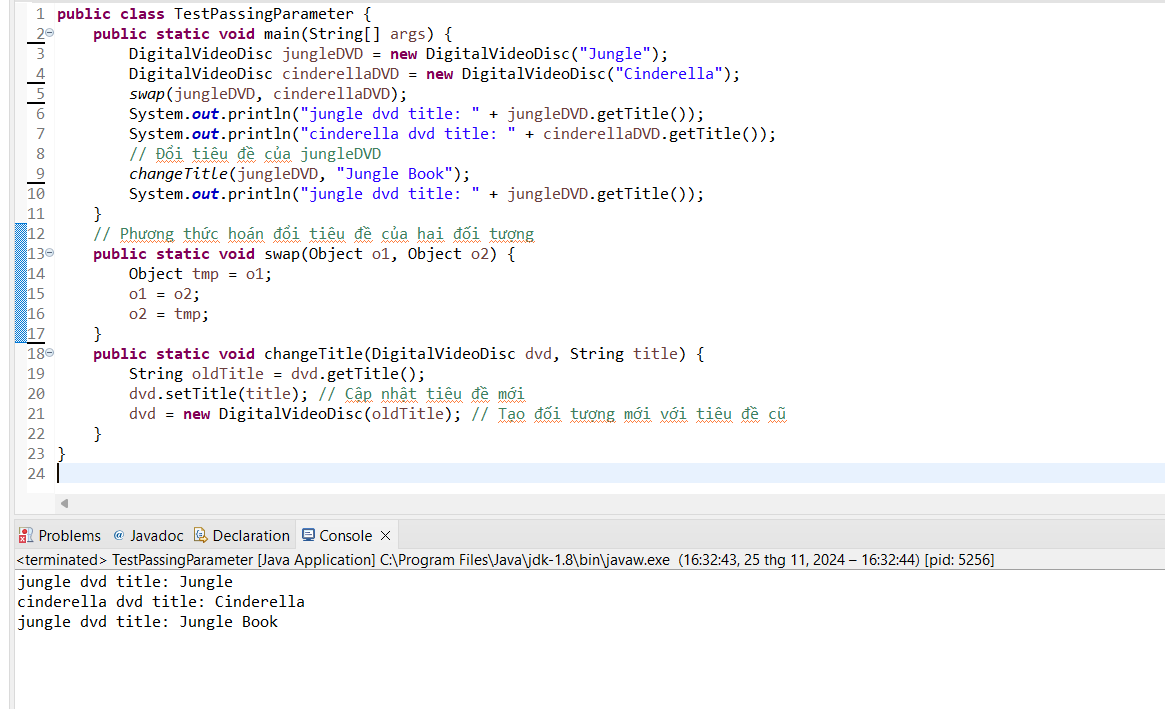 1 public class TestPassingParameter {
2 public static void main(String[] args) {
3 DigitalVideoDisc jungleDVD = new DigitalVideoDisc("Jungle");
4 DigitalVideoDisc cinderellaDVD = new DigitalVideoDisc("Cinderella");
5 swap(jungleDVD, cinderellaDVD);
6 System.out.println("jungle dvd title: " + jungleDVD.getTitle());
7 System.out.println("cinderella dvd title: " + cinderellaDVD.getTitle());
8 // Đổi tiêu đề của jungleDVD
9 changeTitle(jungleDVD, "Jungle Book");
10 System.out.println("jungle dvd title: " + jungleDVD.getTitle());
11 }
12 // Phương thức hoán đổi tiêu đề của hai đối tượng
13 public static void swap(Object o1, Object o2) {
14 Object tmp = o1;
15 o1 = o2;
16 o2 = tmp;
17 }
18 public static void changeTitle(DigitalVideoDisc dvd, String title) {
19 String oldTitle = dvd.getTitle();
20 dvd.setTitle(title); // Cập nhật tiêu đề mới
21 dvd = new DigitalVideoDisc(oldTitle); // Tạo đối tượng mới với tiêu đề cũ
22 }
23 }
24
Problems @ Javadoc Declaration Console
<terminated> TestPassingParameter [Java Application] C:\Program Files\Java\jdk-1.8\bin\javaw.exe (16:32:43, 25 thg 11, 2024 – 16:32:44) [pid: 5256]
jungle dvd title: Jungle
cinderella dvd title: Cinderella
jungle dvd title: Jungle Book